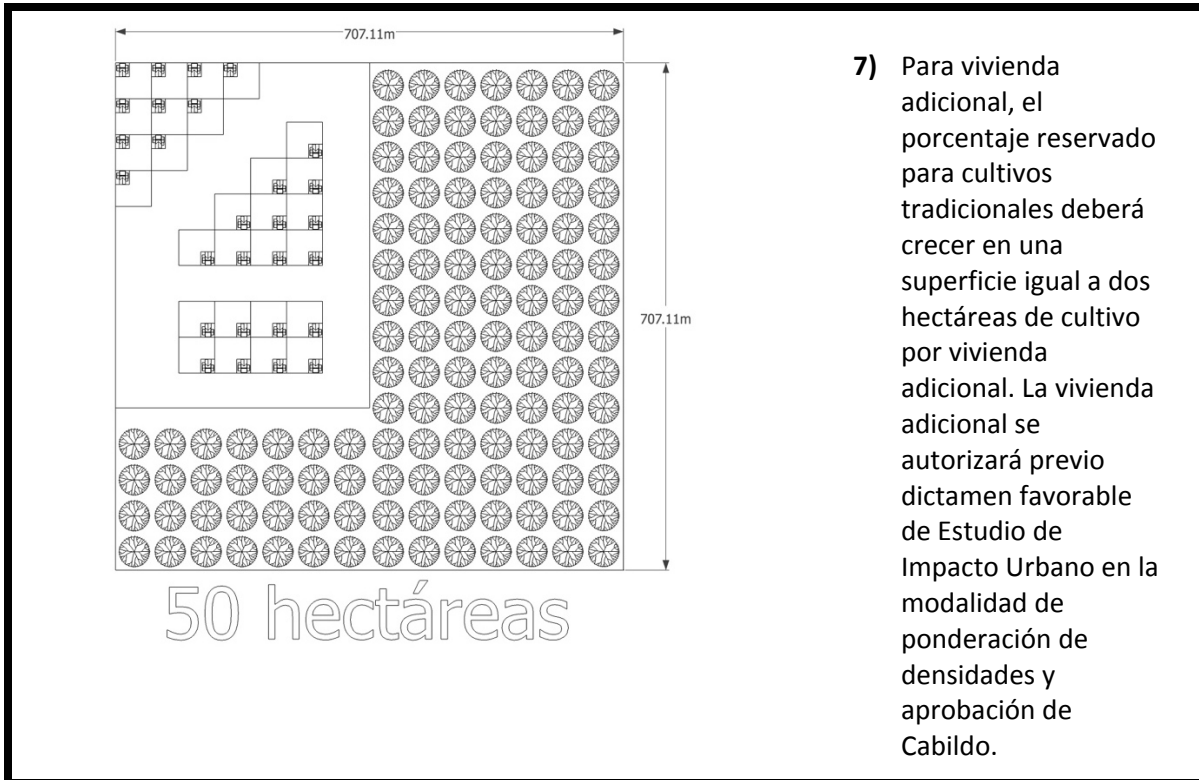 707.11m
707.11m
50 hectáreas
7) Para vivienda
adicional, el
porcentaje reservado
para cultivos
tradicionales deberá
crecer en una
superficie igual a dos
hectáreas de cultivo
por vivienda
adicional. La vivienda
adicional se
autorizará previo
dictamen favorable
de Estudio de
Impacto Urbano en la
modalidad de
ponderación de
densidades y
aprobación de
Cabildo.